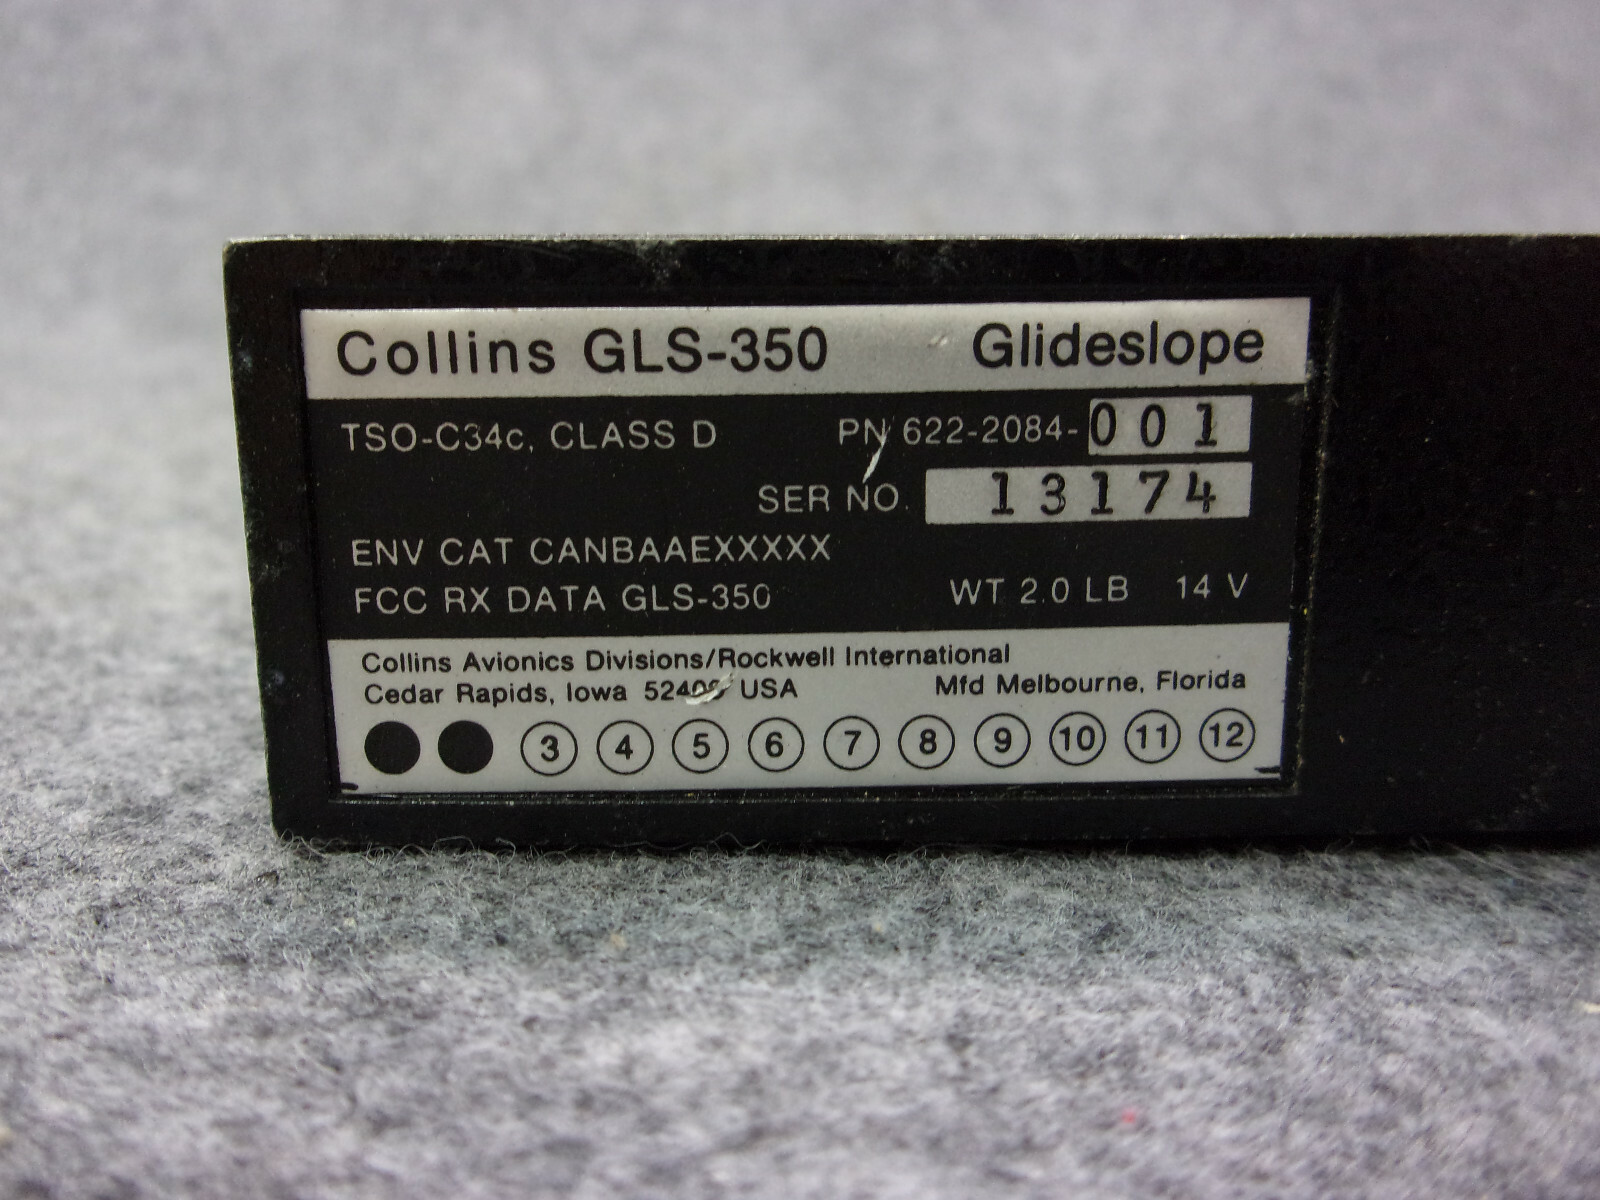 Collins GLS-350 Glideslope
TSO-C34c, CLASS D PN 622-2084-001
SER NO. 13174
ENV CAT CANBAAEXXXXX
FCC RX DATA GLS-350 WT 2.0 LB 14 V
Collins Avionics Divisions/Rockwell International
Cedar Rapids, Iowa 52406 USA Mfd Melbourne, Florida
3 4 5 6 7 8 9 10 11 12